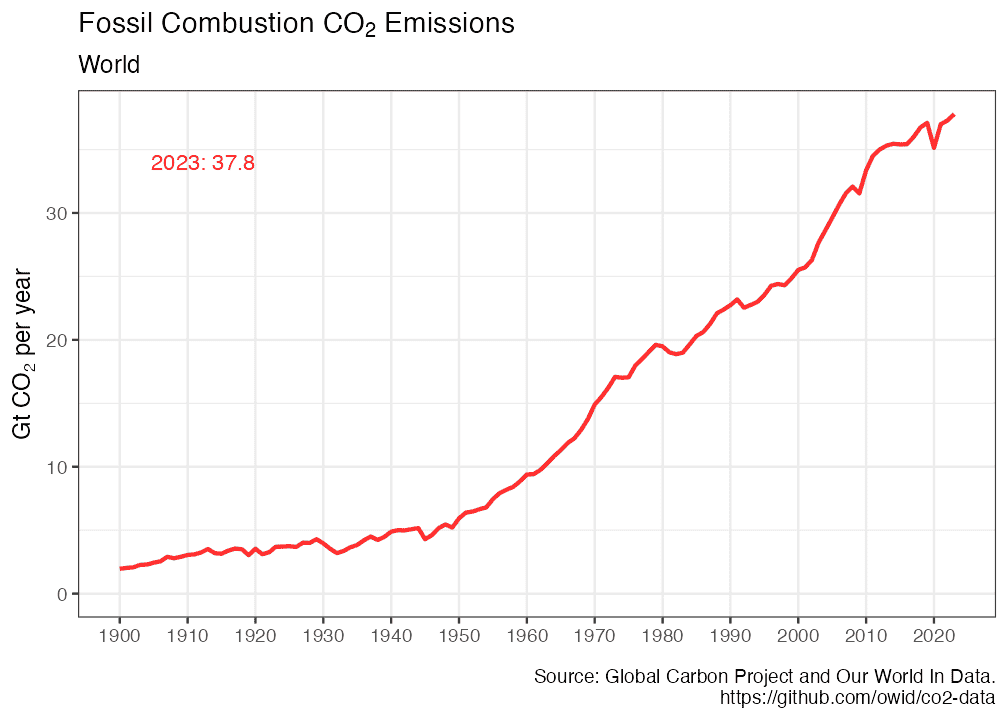 Fossil Combustion CO₂ Emissions
World
2023: 37.8
Gt CO₂ per year
30
20
10
0
1900 1910 1920 1930 1940 1950 1960 1970 1980 1990 2000 2010 2020
Source: Global Carbon Project and Our World In Data.
https://github.com/owid/co2-data